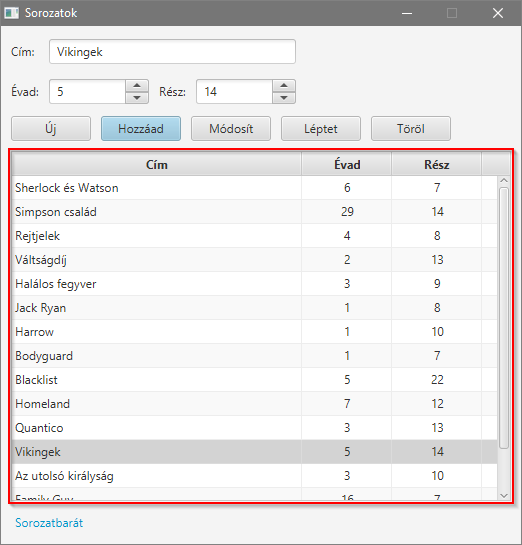 Sorozatok
Cím: Vikingek
Évad: 5 Rész: 14
Új Hozzáad Módosít Léptet Töröl
Cím Évad Rész
Sherlock és Watson 6 7
Simpson család 29 14
Rejtjelek 4 8
Váltságdíj 2 13
Halálos fegyver 3 9
Jack Ryan 1 8
Harrow 1 10
Bodyguard 1 7
Blacklist 5 22
Homeland 7 12
Quantico 3 13
Vikingek 5 14
Az utolsó királyság 3 10
Family Guy 16 7
Sorozatbarát